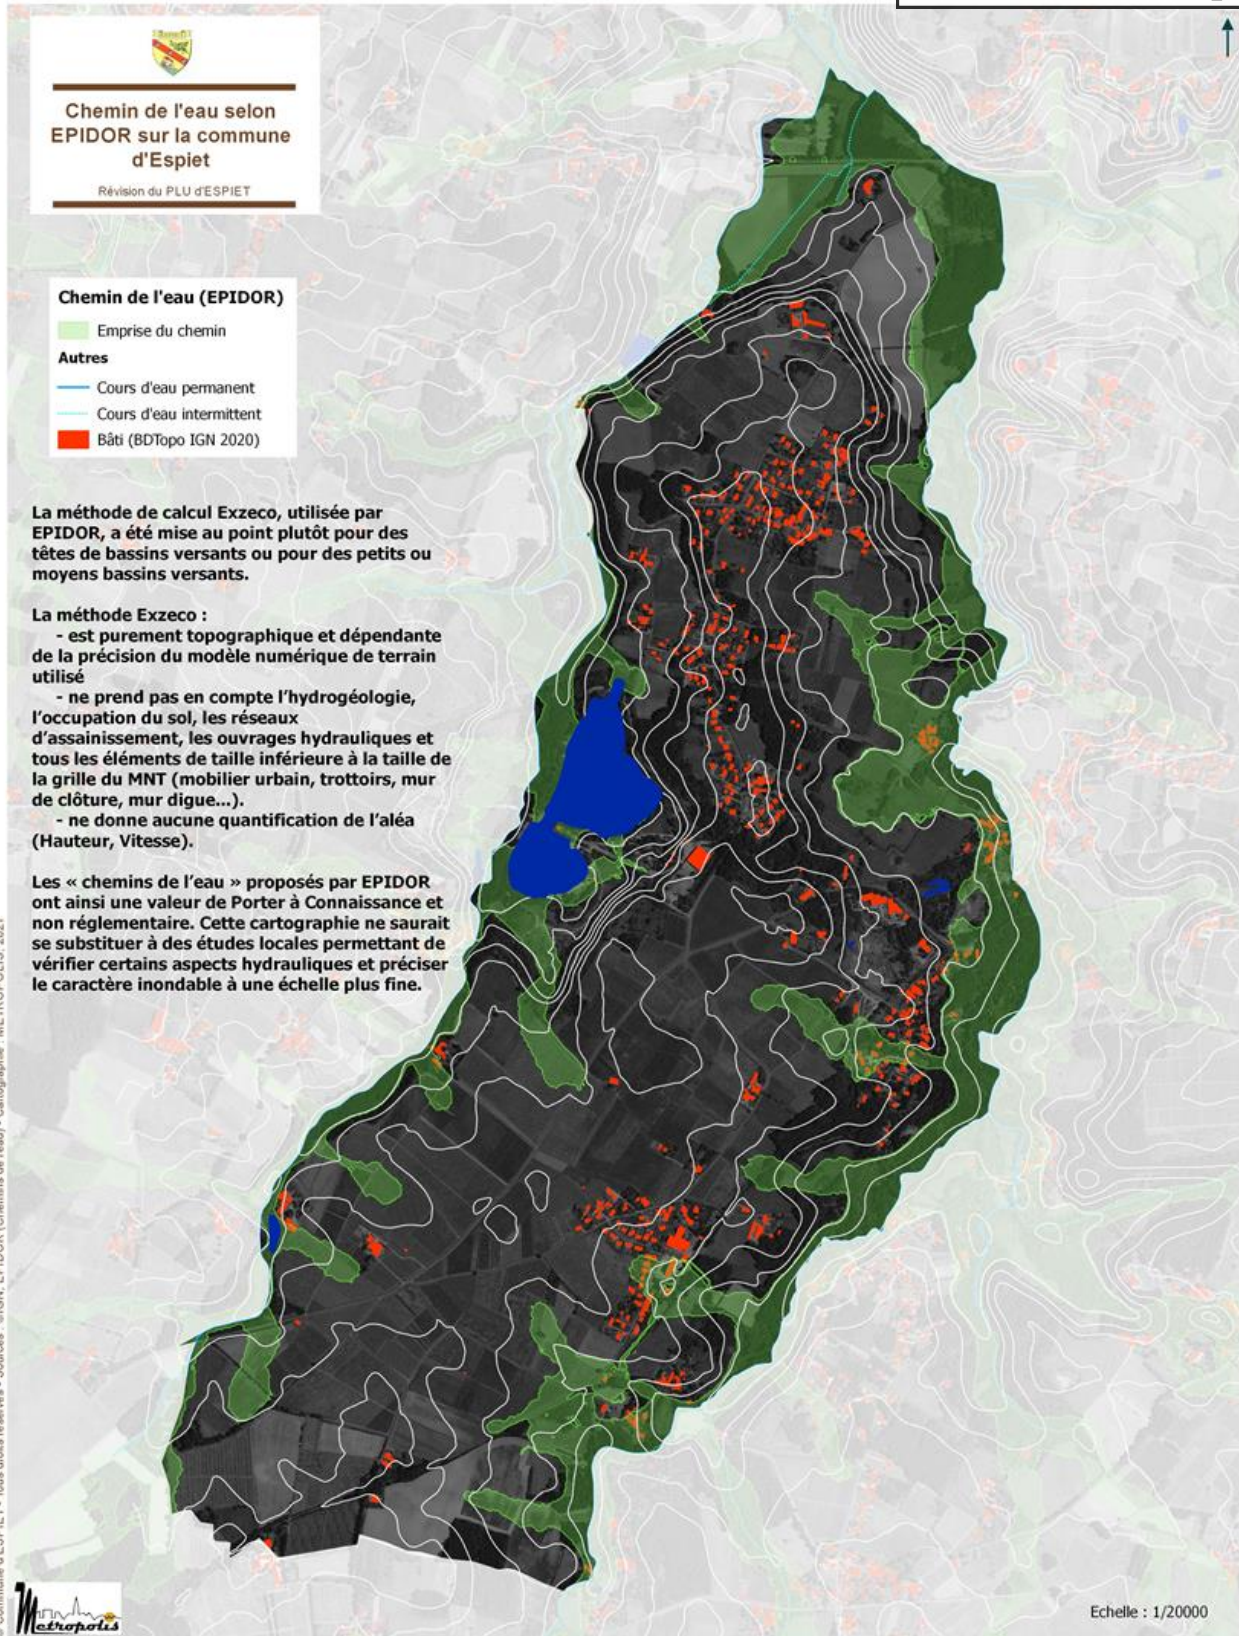 Chemin de l'eau selon
EPIDOR sur la commune
d'Espiet
Révision du PLU d'ESPIET
Chemin de l'eau (EPIDOR)
Emprise du chemin
Autres
Cours d'eau permanent
Cours d'eau intermittent
Bâti (BDTopo IGN 2020)
La méthode de calcul Exzeco, utilisée par
EPIDOR, a été mise au point plutôt pour des
têtes de bassins versants ou pour des petits ou
moyens bassins versants.
La méthode Exzeco :
- est purement topographique et dépendante
de la précision du modèle numérique de terrain
utilisé
- ne prend pas en compte l'hydrogéologie,
l'occupation du sol, les réseaux
d'assainissement, les ouvrages hydrauliques et
tous les éléments de taille inférieure à la taille de
la grille du MNT (mobilier urbain, trottoirs, mur
de clôture, mur digue...).
- ne donne aucune quantification de l'aléa
(Hauteur, Vitesse).
Les « chemins de l'eau » proposés par EPIDOR
ont ainsi une valeur de Porter à Connaissance et
non réglementaire. Cette cartographie ne saurait
se substituer à des études locales permettant de
vérifier certains aspects hydrauliques et préciser
le caractère inondable à une échelle plus fine.
Metropolis
Echelle : 1/20000